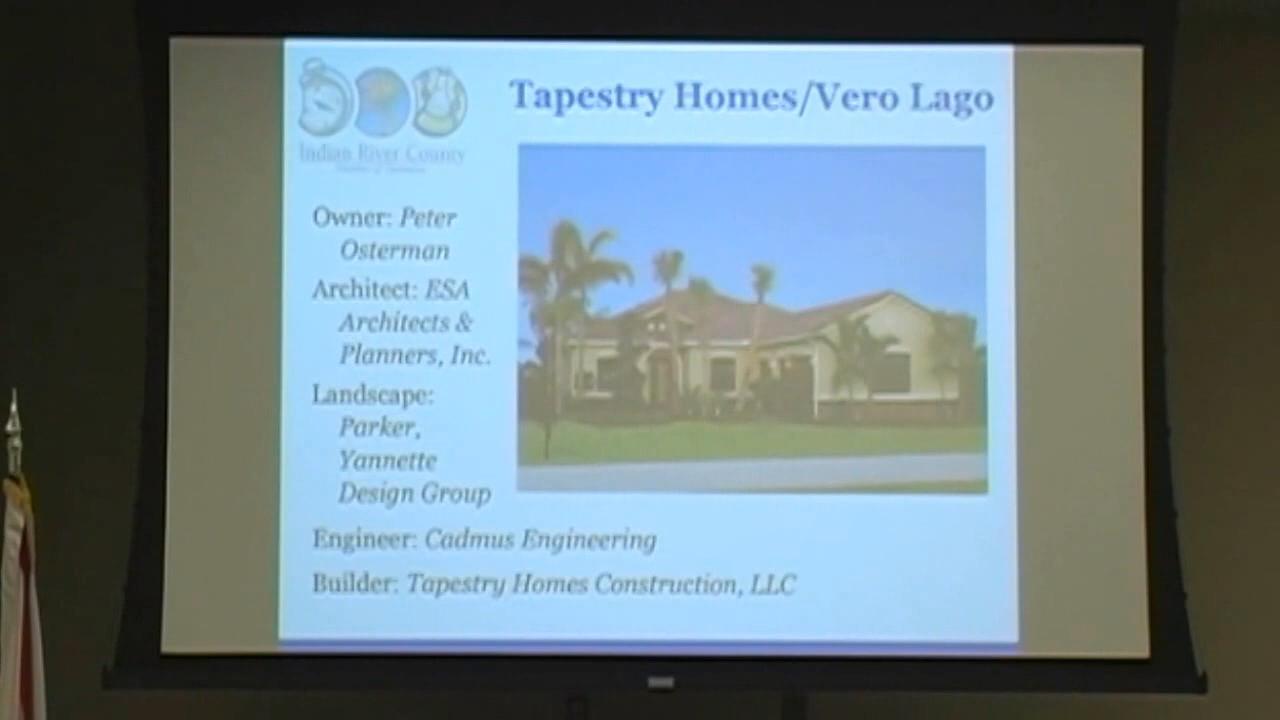 Tapestry Homes/Vero Lago
Indian River County
Owner: Peter
Osterman
Architect: ESA
Architects &
Planners, Inc.
Landscape:
Parker,
Yannette
Design Group
Engineer: Cadmus Engineering
Builder: Tapestry Homes Construction, LLC